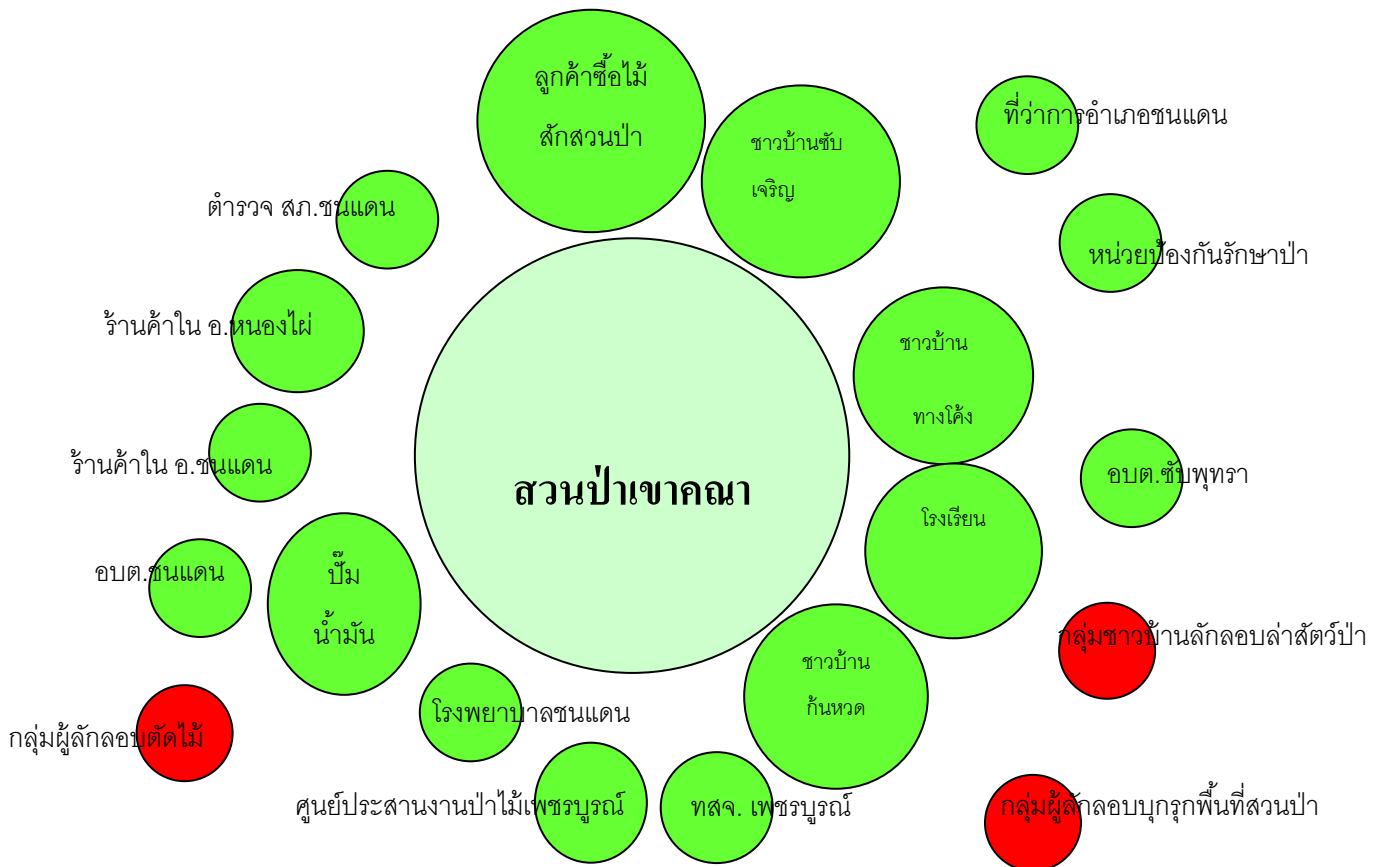 ลูกค้าซื้อไม้
สักสวนป่า
ชาวบ้านซับ
เจริญ
ที่ว่าการอำเภอชนแดน
ตำรวจ สภ.ชนแดน
หน่วยป้องกันรักษาป่า
ร้านค้าใน อ.หนองไผ่
ชาวบ้าน
ทางโค้ง
ร้านค้าใน อ.ชนแดน
สวนป่าเขาคณา
อบต.ซับพุทรา
โรงเรียน
อบต.ชนแดน
ปั๊ม
น้ำมัน
กลุ่มชาวบ้านลักลอบล่าสัตว์ป่า
ชาวบ้าน
ก้นหวด
โรงพยาบาลชนแดน
กลุ่มผู้ลักลอบตัดไม้
ศูนย์ประสานงานป่าไม้เพชรบูรณ์
ทสจ. เพชรบูรณ์
กลุ่มผู้ลักลอบบุกรุกพื้นที่สวนป่า